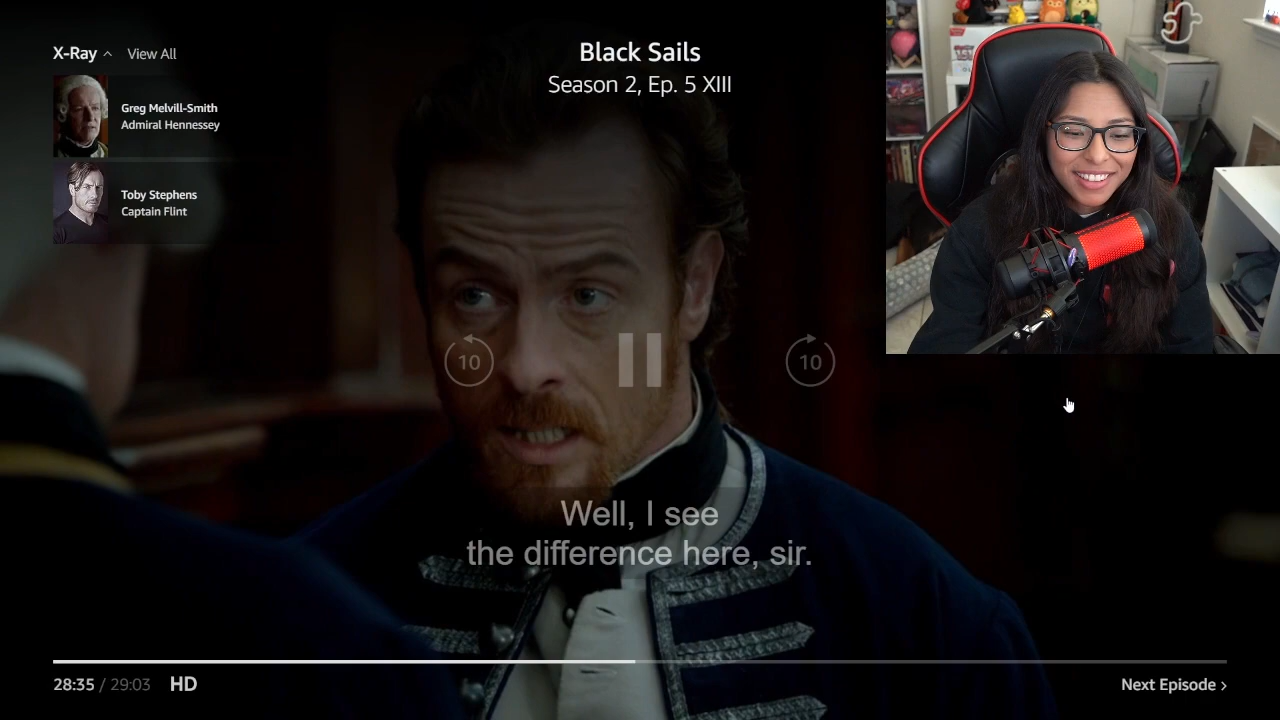 X-Ray View All
Greg Melvill-Smith
Admiral Hennessey
Toby Stephens
Captain Flint
Black Sails
Season 2, Ep. 5 XIII
10
10
Well, I see
the difference here, sir.
28:35 / 29:03 HD
Next Episode